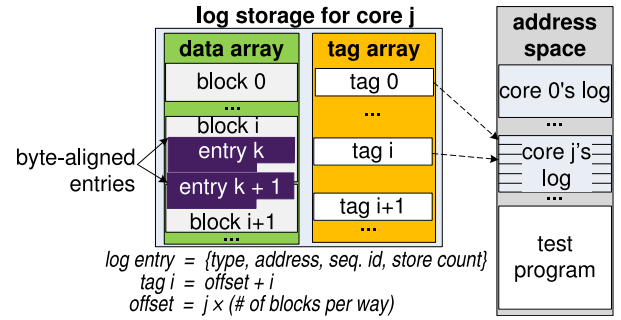 log storage for core j
data array
tag array
address
space
block 0
tag 0
core 0's log
...
...
...
block i
byte-aligned
entries
entry k
tag i
core j's
log
entry k + 1
block i+1
tag i+1
...
...
...
test
program
log entry = {type, address, seq. id, store count}
tag i = offset + i
offset = j × (# of blocks per way)